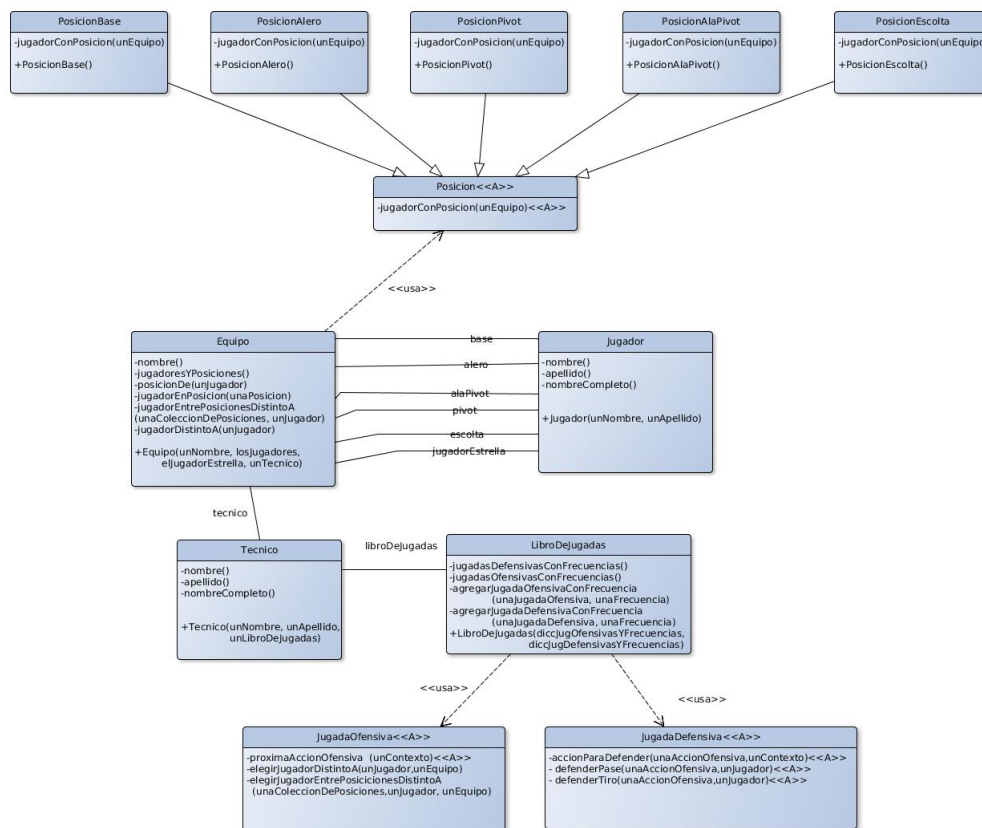 PosicionBase
-jugadorConPosicion(unEquipo)
+PosicionBase()
PosicionAlero
-jugadorConPosicion(unEquipo)
+PosicionAlero()
PosicionPivot
-jugadorConPosicion(unEquipo)
+PosicionPivot()
PosicionAlaPivot
-jugadorConPosicion(unEquipo)
+PosicionAlaPivot()
PosicionEscolta
-jugadorConPosicion(unEquipo
+PosicionEscolta()
Posicion<<A>>
-jugadorConPosicion(unEquipo)<<A>>
<<usa>>
Equipo
-nombre()
-jugadoresYPosiciones()
-posicionDe(unJugador)
-jugadorEnPosicion(unaPosicion)
-jugadorEntrePosicionesDistintoA
(unaColeccionDePosiciones, unJugador)
-jugadorDistintoA(unJugador)
+Equipo(unNombre, losJugadores,
elJugadorEstrella, unTecnico)
base
alero
alaPivot
pivot
escolta
jugadorEstrella
Jugador
-nombre()
-apellido()
-nombreCompleto()
+Jugador(unNombre, unApellido)
tecnico
Tecnico
-nombre()
-apellido()
-nombreCompleto()
+Tecnico(unNombre, unApellido,
unLibroDeJugadas)
libroDeJugadas
LibroDeJugadas
-jugadasDefensivasConFrecuencias()
-jugadasOfensivasConFrecuencias()
-agregarJugadaOfensivaConFrecuencia
(unaJugadaOfensiva, unaFrecuencia)
-agregarJugadaDefensivaConFrecuencia
(unaJugadaDefensiva, unaFrecuencia)
+LibroDeJugadas(diccJugOfensivasYFrecuencias,
diccJugDefensivasYFrecuencias)
<<usa>>
<<usa>>
JugadaOfensiva<<A>>
-proximaAccionOfensiva (unContexto)<<A>>
-elegirJugadorDistintoA(unJugador,unEquipo)
-elegirJugadorEntrePosicicionesDistintoA
(unaColeccionDePosiciones,unJugador, unEquipo)
JugadaDefensiva<<A>>
-accionParaDefender(unaAccionOfensiva,unContexto)<<A>>
- defenderPase(unaAccionOfensiva,unJugador)<<A>>
- defenderTiro(unaAccionOfensiva,unJugador)<<A>>